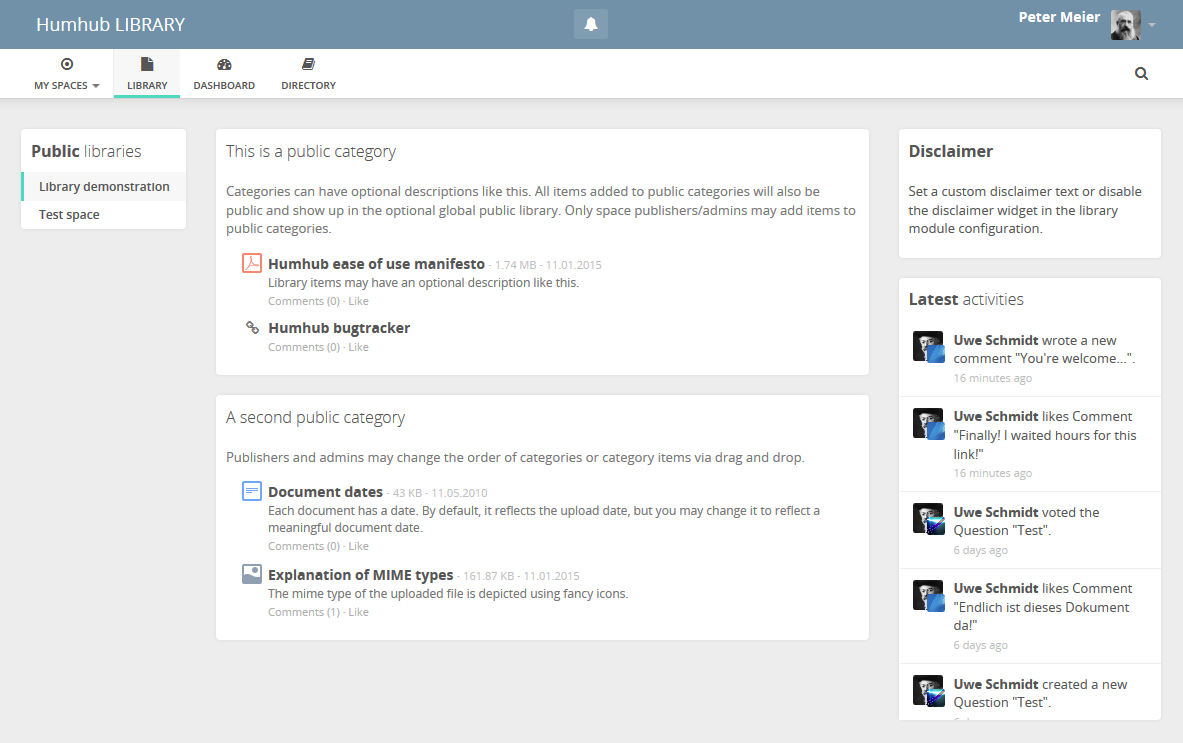 Humhub LIBRARY
Peter Meier
MY SPACES
LIBRARY
DASHBOARD
DIRECTORY
Public libraries
Library demonstration
Test space
This is a public category
Categories can have optional descriptions like this. All items added to public categories will also be
public and show up in the optional global public library. Only space publishers/admins may add items to
public categories.
Humhub ease of use manifesto - 1.74 MB - 11.01.2015
Library items may have an optional description like this.
Comments (0) · Like
Humhub bugtracker
Comments (0) · Like
A second public category
Publishers and admins may change the order of categories or category items via drag and drop.
Document dates - 43 KB - 11.05.2010
Each document has a date. By default, it reflects the upload date, but you may change it to reflect a
meaningful document date.
Comments (0) · Like
Explanation of MIME types - 161.87 KB - 11.01.2015
The mime type of the uploaded file is depicted using fancy icons.
Comments (1) · Like
Disclaimer
Set a custom disclaimer text or disable
the disclaimer widget in the library
module configuration.
Latest activities
Uwe Schmidt wrote a new
comment "You're welcome...".
16 minutes ago
Uwe Schmidt likes Comment
"Finally! I waited hours for this
link!"
16 minutes ago
Uwe Schmidt voted the
Question "Test".
6 days ago
Uwe Schmidt likes Comment
"Endlich ist dieses Dokument
da!"
6 days ago
Uwe Schmidt created a new
Question "Test".